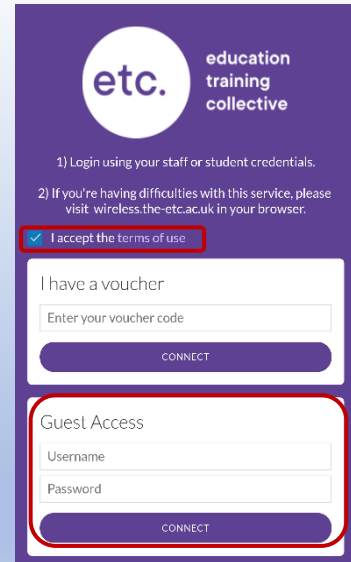 etc.
education
training
collective
1) Login using your staff or student credentials.
2) If you're having difficulties with this service, please
visit wireless.the-etc.ac.uk in your browser.
I accept the terms of use
I have a voucher
Enter your voucher code
CONNECT
Guest Access
Username
Password
CONNECT